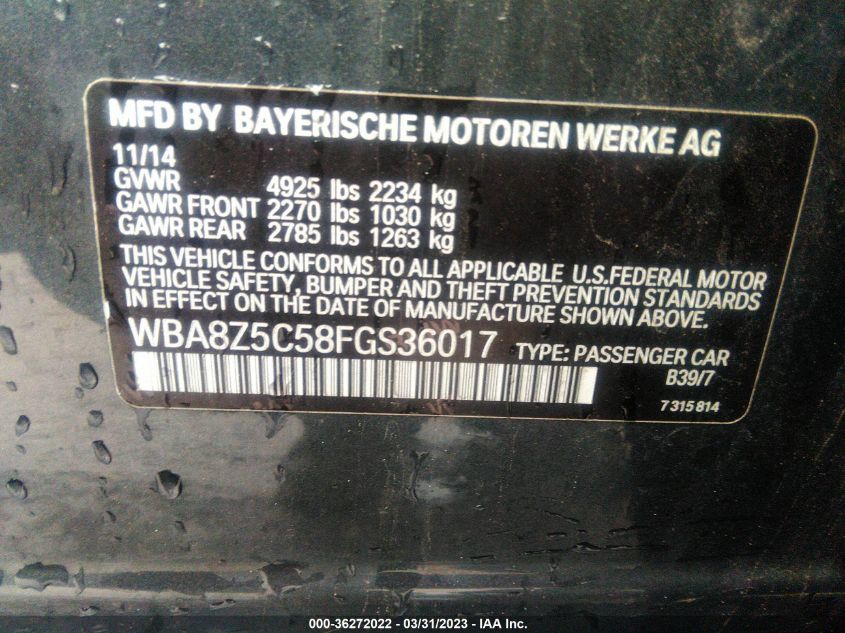 MFD BY BAYERISCHE MOTOREN WERKE AG
11/14
GVWR 4925 lbs 2234 kg
GAWR FRONT 2270 lbs 1030 kg
GAWR REAR 2785 lbs 1263 kg
THIS VEHICLE CONFORMS TO ALL APPLICABLE U.S.FEDERAL MOTOR
VEHICLE SAFETY, BUMPER AND THEFT PREVENTION STANDARDS
IN EFFECT ON THE DATE OF MANUFACTURE SHOWN ABOVE.
WBA8Z5C58FGS36017 TYPE: PASSENGER CAR
B39/7
7315814
000-36272022 - 03/31/2023 - IAA Inc.